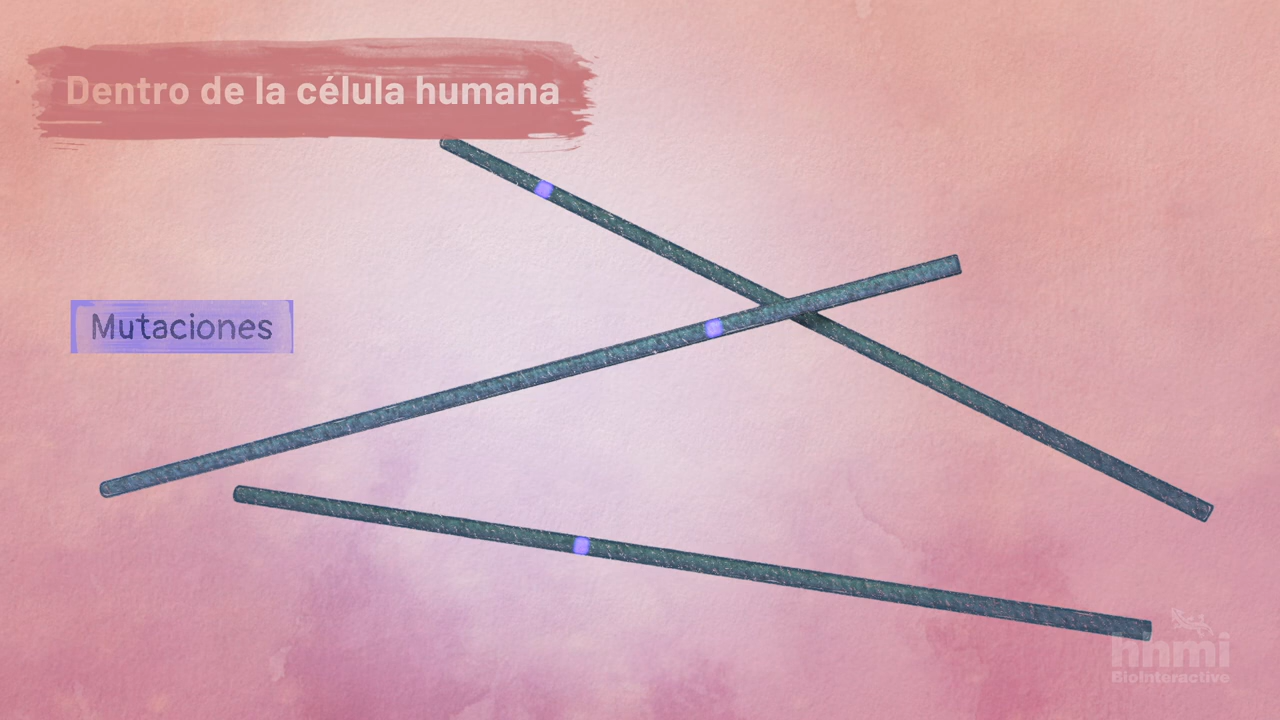 Dentro de la célula humana
Mutaciones
hhmi
BioInteractive